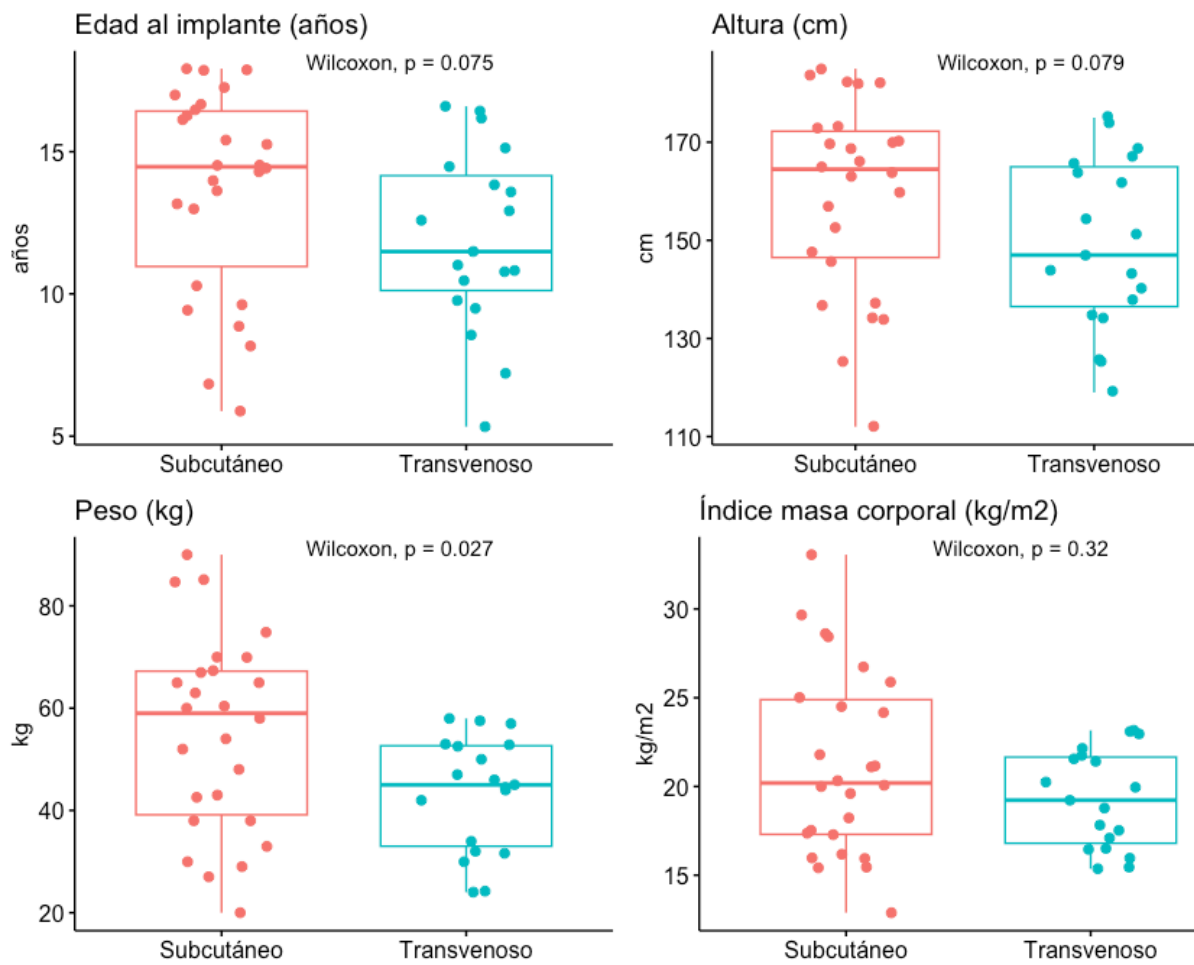 Edad al implante (años)
Wilcoxon, p = 0.075
años
15
10
5
Subcutáneo
Transvenoso
Altura (cm)
Wilcoxon, p = 0.079
cm
170
150
130
110
Subcutáneo
Transvenoso
Peso (kg)
Wilcoxon, p = 0.027
kg
80
60
40
20
Subcutáneo
Transvenoso
Índice masa corporal (kg/m2)
Wilcoxon, p = 0.32
kg/m2
30
25
20
15
Subcutáneo
Transvenoso